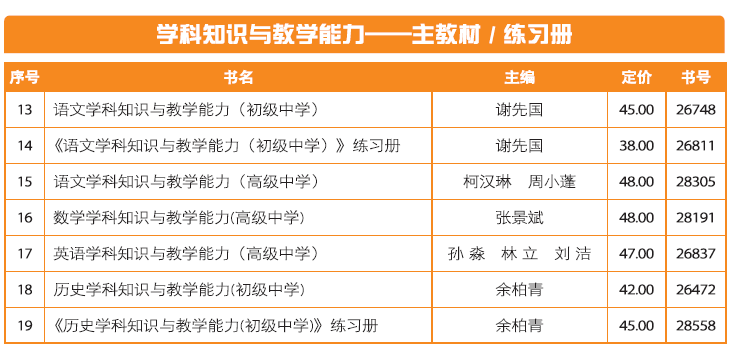 学科知识与教学能力——主教材 / 练习册
序号 书名 主编 定价 书号
13 语文学科知识与教学能力（初级中学） 谢先国 45.00 26748
14 《语文学科知识与教学能力（初级中学）》练习册 谢先国 38.00 26811
15 语文学科知识与教学能力（高级中学） 柯汉琳 周小蓬 48.00 28305
16 数学学科知识与教学能力(高级中学) 张景斌 48.00 28191
17 英语学科知识与教学能力（高级中学） 孙 淼 林 立 刘 洁 47.00 26837
18 历史学科知识与教学能力(初级中学) 余柏青 42.00 26472
19 《历史学科知识与教学能力(初级中学)》练习册 余柏青 45.00 28558